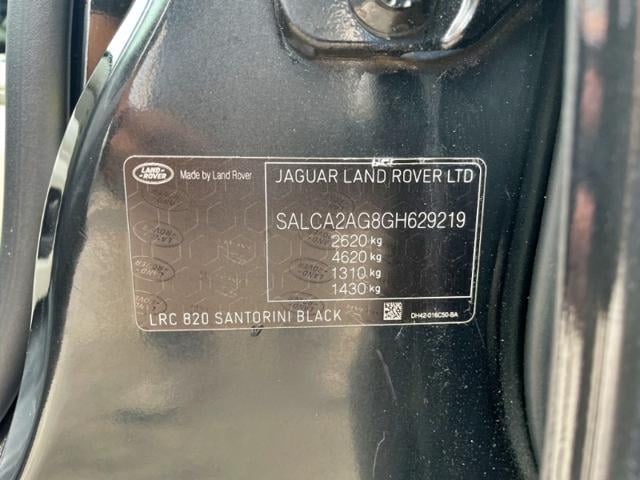 LAND-
ROVER
Made by Land Rover
JAGUAR LAND ROVER LTD
SALCA2AG8GH629219
2620 kg
4620 kg
1310 kg
1430 kg
LRC 820 SANTORINI BLACK
DH42-016C50-BA